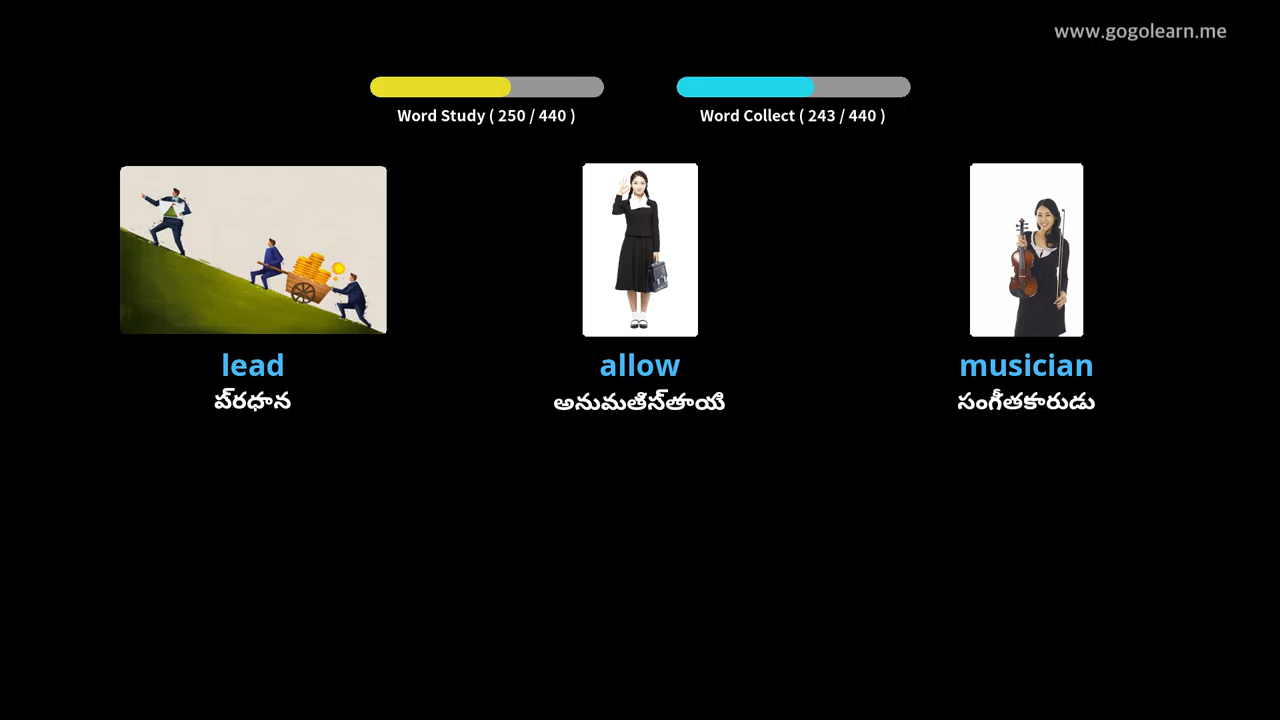 www.gogolearn.me
Word Study ( 250 / 440 )
Word Collect ( 243 / 440 )
lead
allow
musician
ప్రధాన
అనుమతిస్తాయి
సంగీతకారుడు